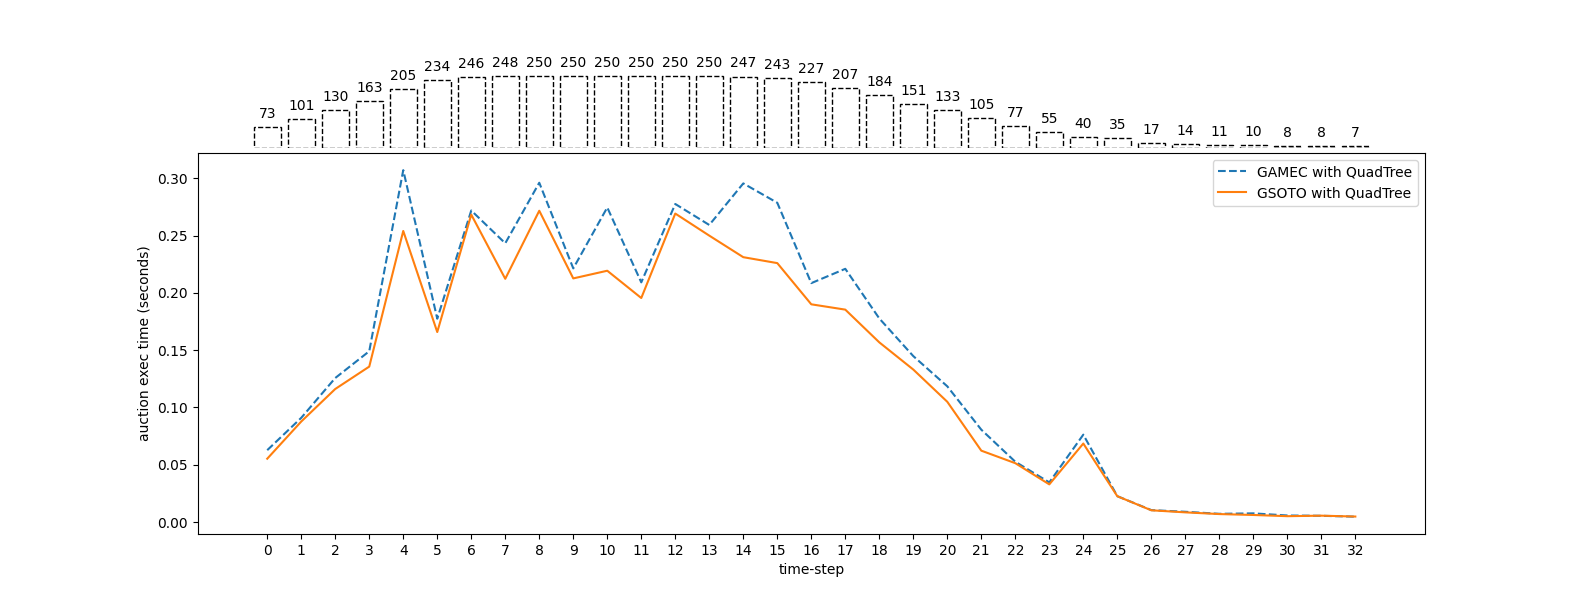 73 101 130 163 205 234 246 248 250 250 250 250 250 250 247 243 227 207 184 151 133 105 77 55 40 35 17 14 11 10 8 8 7
GAMEC with QuadTree
GSOTO with QuadTree
0.30
0.25
0.20
0.15
0.10
0.05
0.00
auction exec time (seconds)
0 1 2 3 4 5 6 7 8 9 10 11 12 13 14 15 16 17 18 19 20 21 22 23 24 25 26 27 28 29 30 31 32
time-step